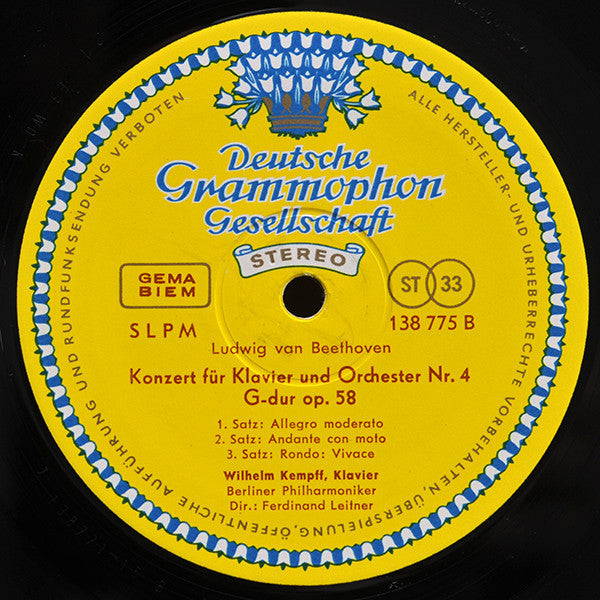 Deutsche
Grammophon
Gesellschaft
STEREO
GEMA
BIEM
ST 33
SLPM
138 775 B
Ludwig van Beethoven
Konzert für Klavier und Orchester Nr. 4
G-dur op. 58
1. Satz: Allegro moderato
2. Satz: Andante con moto
3. Satz: Rondo: Vivace
Wilhelm Kempff, Klavier
Berliner Philharmoniker
Dir.: Ferdinand Leitner
ALLE HERSTELLER- UND URHEBERRECHTE VORBEHALTEN, ÜBERSPIELUNG, ÖFFENTLICHE AUFFÜHRUNG UND RUNDFUNKSENDUNG VERBOTEN